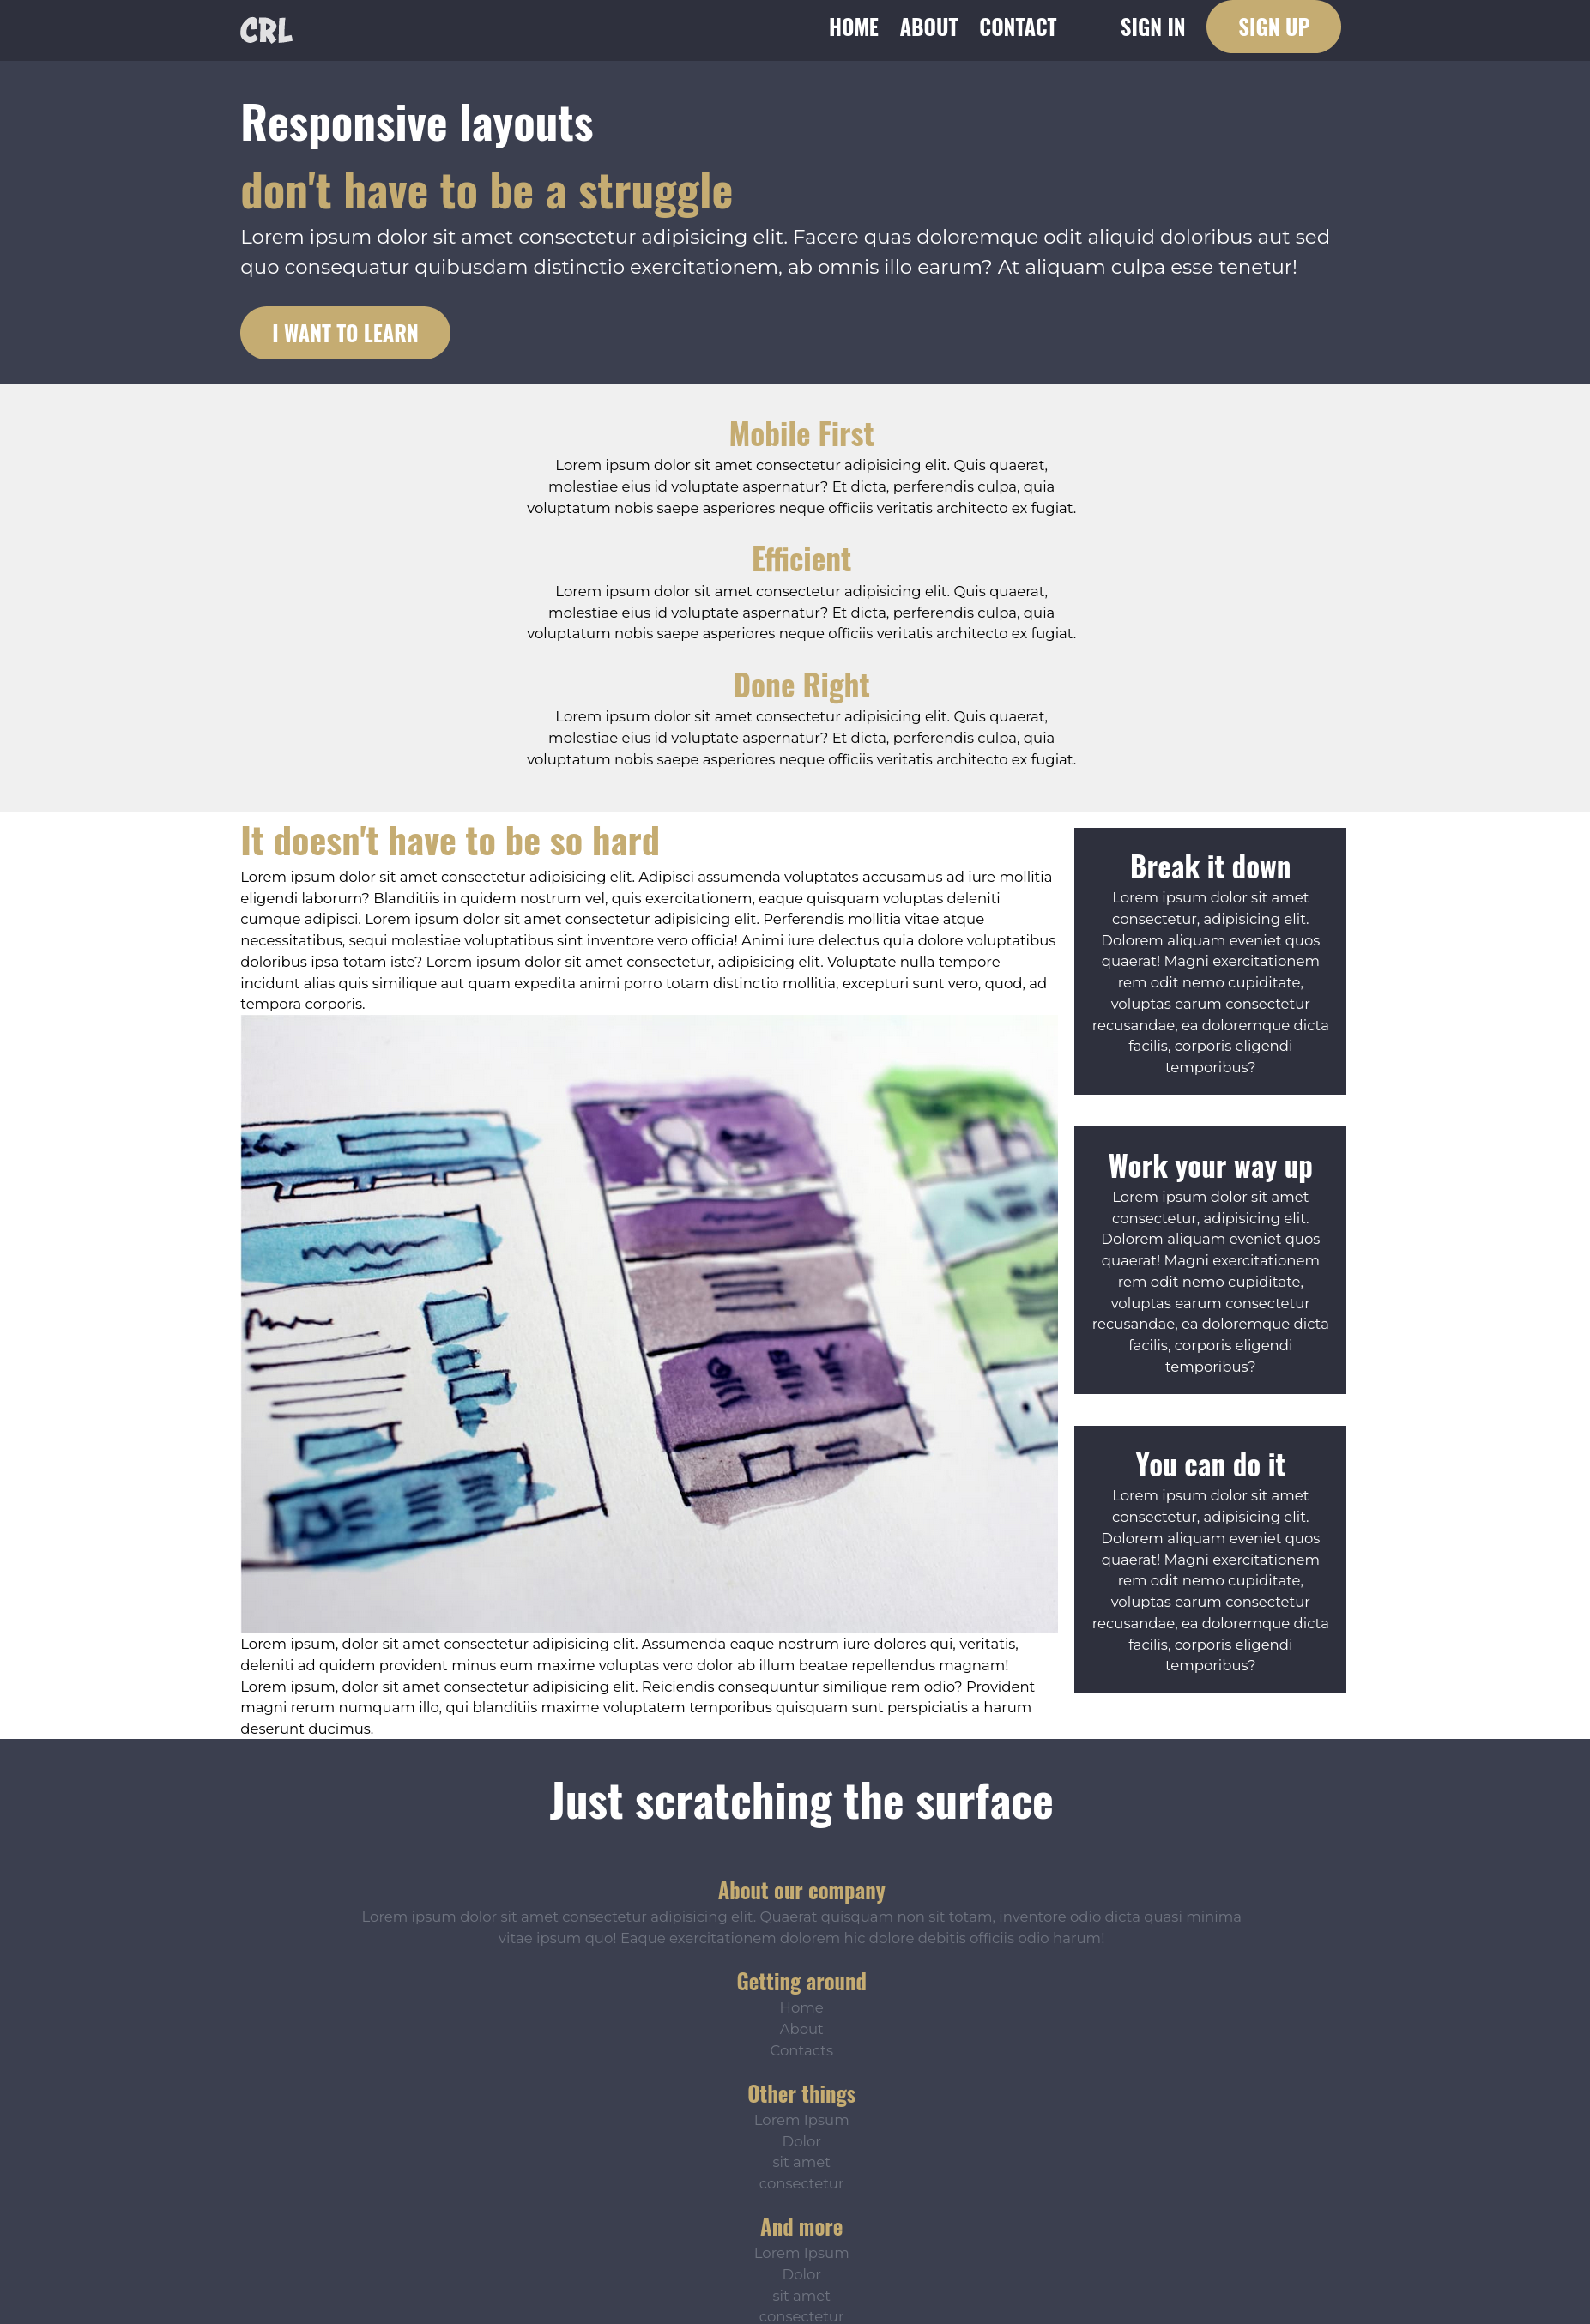 CRL
HOME ABOUT CONTACT SIGN IN SIGN UP
Responsive layouts
don't have to be a struggle
Lorem ipsum dolor sit amet consectetur adipisicing elit. Facere quas doloremque odit aliquid doloribus aut sed
quo consequatur quibusdam distinctio exercitationem, ab omnis illo earum? At aliquam culpa esse tenetur!
I WANT TO LEARN
Mobile First
Lorem ipsum dolor sit amet consectetur adipisicing elit. Quis quaerat,
molestiae eius id voluptate aspernatur? Et dicta, perferendis culpa, quia
voluptatum nobis saepe asperiores neque officiis veritatis architecto ex fugiat.
Efficient
Lorem ipsum dolor sit amet consectetur adipisicing elit. Quis quaerat,
molestiae eius id voluptate aspernatur? Et dicta, perferendis culpa, quia
voluptatum nobis saepe asperiores neque officiis veritatis architecto ex fugiat.
Done Right
Lorem ipsum dolor sit amet consectetur adipisicing elit. Quis quaerat,
molestiae eius id voluptate aspernatur? Et dicta, perferendis culpa, quia
voluptatum nobis saepe asperiores neque officiis veritatis architecto ex fugiat.
It doesn't have to be so hard
Lorem ipsum dolor sit amet consectetur adipisicing elit. Adipisci assumenda voluptates accusamus ad iure mollitia
eligendi laborum? Blanditiis in quidem nostrum vel, quis exercitationem, eaque quisquam voluptas deleniti
cumque adipisci. Lorem ipsum dolor sit amet consectetur adipisicing elit. Perferendis mollitia vitae atque
necessitatibus, sequi molestiae voluptatibus sint inventore vero officia! Animi iure delectus quia dolore voluptatibus
doloribus ipsa totam iste? Lorem ipsum dolor sit amet consectetur, adipisicing elit. Voluptate nulla tempore
incidunt alias quis similique aut quam expedita animi porro totam distinctio mollitia, excepturi sunt vero, quod, ad
tempora corporis.
Lorem ipsum, dolor sit amet consectetur adipisicing elit. Assumenda eaque nostrum iure dolores qui, veritatis,
deleniti ad quidem provident minus eum maxime voluptas vero dolor ab illum beatae repellendus magnam!
Lorem ipsum, dolor sit amet consectetur adipisicing elit. Reiciendis consequuntur similique rem odio? Provident
magni rerum numquam illo, qui blanditiis maxime voluptatem temporibus quisquam sunt perspiciatis a harum
deserunt ducimus.
Break it down
Lorem ipsum dolor sit amet
consectetur, adipisicing elit.
Dolorem aliquam eveniet quos
quaerat! Magni exercitationem
rem odit nemo cupiditate,
voluptas earum consectetur
recusandae, ea doloremque dicta
facilis, corporis eligendi
temporibus?
Work your way up
Lorem ipsum dolor sit amet
consectetur, adipisicing elit.
Dolorem aliquam eveniet quos
quaerat! Magni exercitationem
rem odit nemo cupiditate,
voluptas earum consectetur
recusandae, ea doloremque dicta
facilis, corporis eligendi
temporibus?
You can do it
Lorem ipsum dolor sit amet
consectetur, adipisicing elit.
Dolorem aliquam eveniet quos
quaerat! Magni exercitationem
rem odit nemo cupiditate,
voluptas earum consectetur
recusandae, ea doloremque dicta
facilis, corporis eligendi
temporibus?
Just scratching the surface
About our company
Lorem ipsum dolor sit amet consectetur adipisicing elit. Quaerat quisquam non sit totam, inventore odio dicta quasi minima
vitae ipsum quo! Eaque exercitationem dolorem hic dolore debitis officiis odio harum!
Getting around
Home
About
Contacts
Other things
Lorem Ipsum
Dolor
sit amet
consectetur
And more
Lorem Ipsum
Dolor
sit amet
consectetur